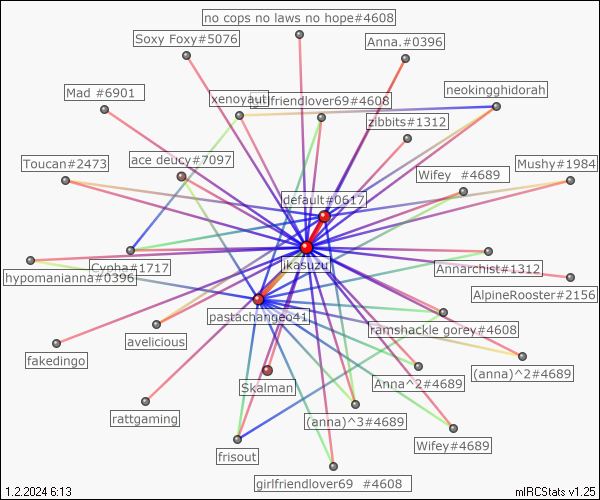 no cops no laws no hope#4608
Soxy Foxy#5076
Anna.#0396
neokingghidorah
Mad #6901
xenoyaut
girlfriendlover69#4608
zibbits#1312
Toucan#2473
ace deucy#7097
Wifey #4689
Mushy#1984
default#0617
jkasuzu
Cypha#1717
Annarchist#1312
hypomanianna#0396
AlpineRooster#2156
pastachangeo41
ramshackle gorey#4608
avelicious
fakedingo
Skalman
Anna^2#4689
(anna)^2#4689
rattgaming
(anna)^3#4689
Wifey#4689
frisout
girlfriendlover69 #4608
1.2.2024 6:13
mIRCStats v1.25